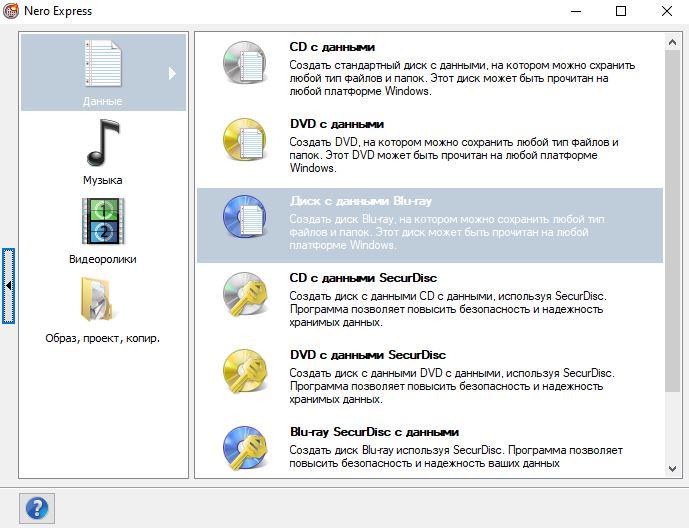 Nero Express
Данные
Музыка
Видеоролики
Образ, проект, копир.
CD с данными
Создать стандартный диск с данными, на котором можно схранить
любой тип файлов и папок. Этот диск может быть прочитан на
любой платформе Windows.
DVD с данными
Создать DVD, на котором можно сохранить любой тип файлов и
папок. Этот DVD может быть прочитан на любой платформе
Windows.
Диск с данными Blu-ray
Создать диск Blu-ray, на котором можно сохранить любой тип
файлов и папок. Этот диск может быть прочитан на любой
платформе Windows.
CD с данными SecurDisc
Создать диск с данными CD с данными, используя SecurDisc.
Программа позволяет повысить безопасность и надежность
хранимых данных.
DVD с данными SecurDisc
Создать диск с данными DVD с данными, используя SecurDisc.
Программа позволяет повысить безопасность и надежность
хранимых данных.
Blu-ray SecurDisc с данными
Создать диск Blu-ray используя SecurDisc. Программа позволяет
повысить безопасность и надежность ваших данных